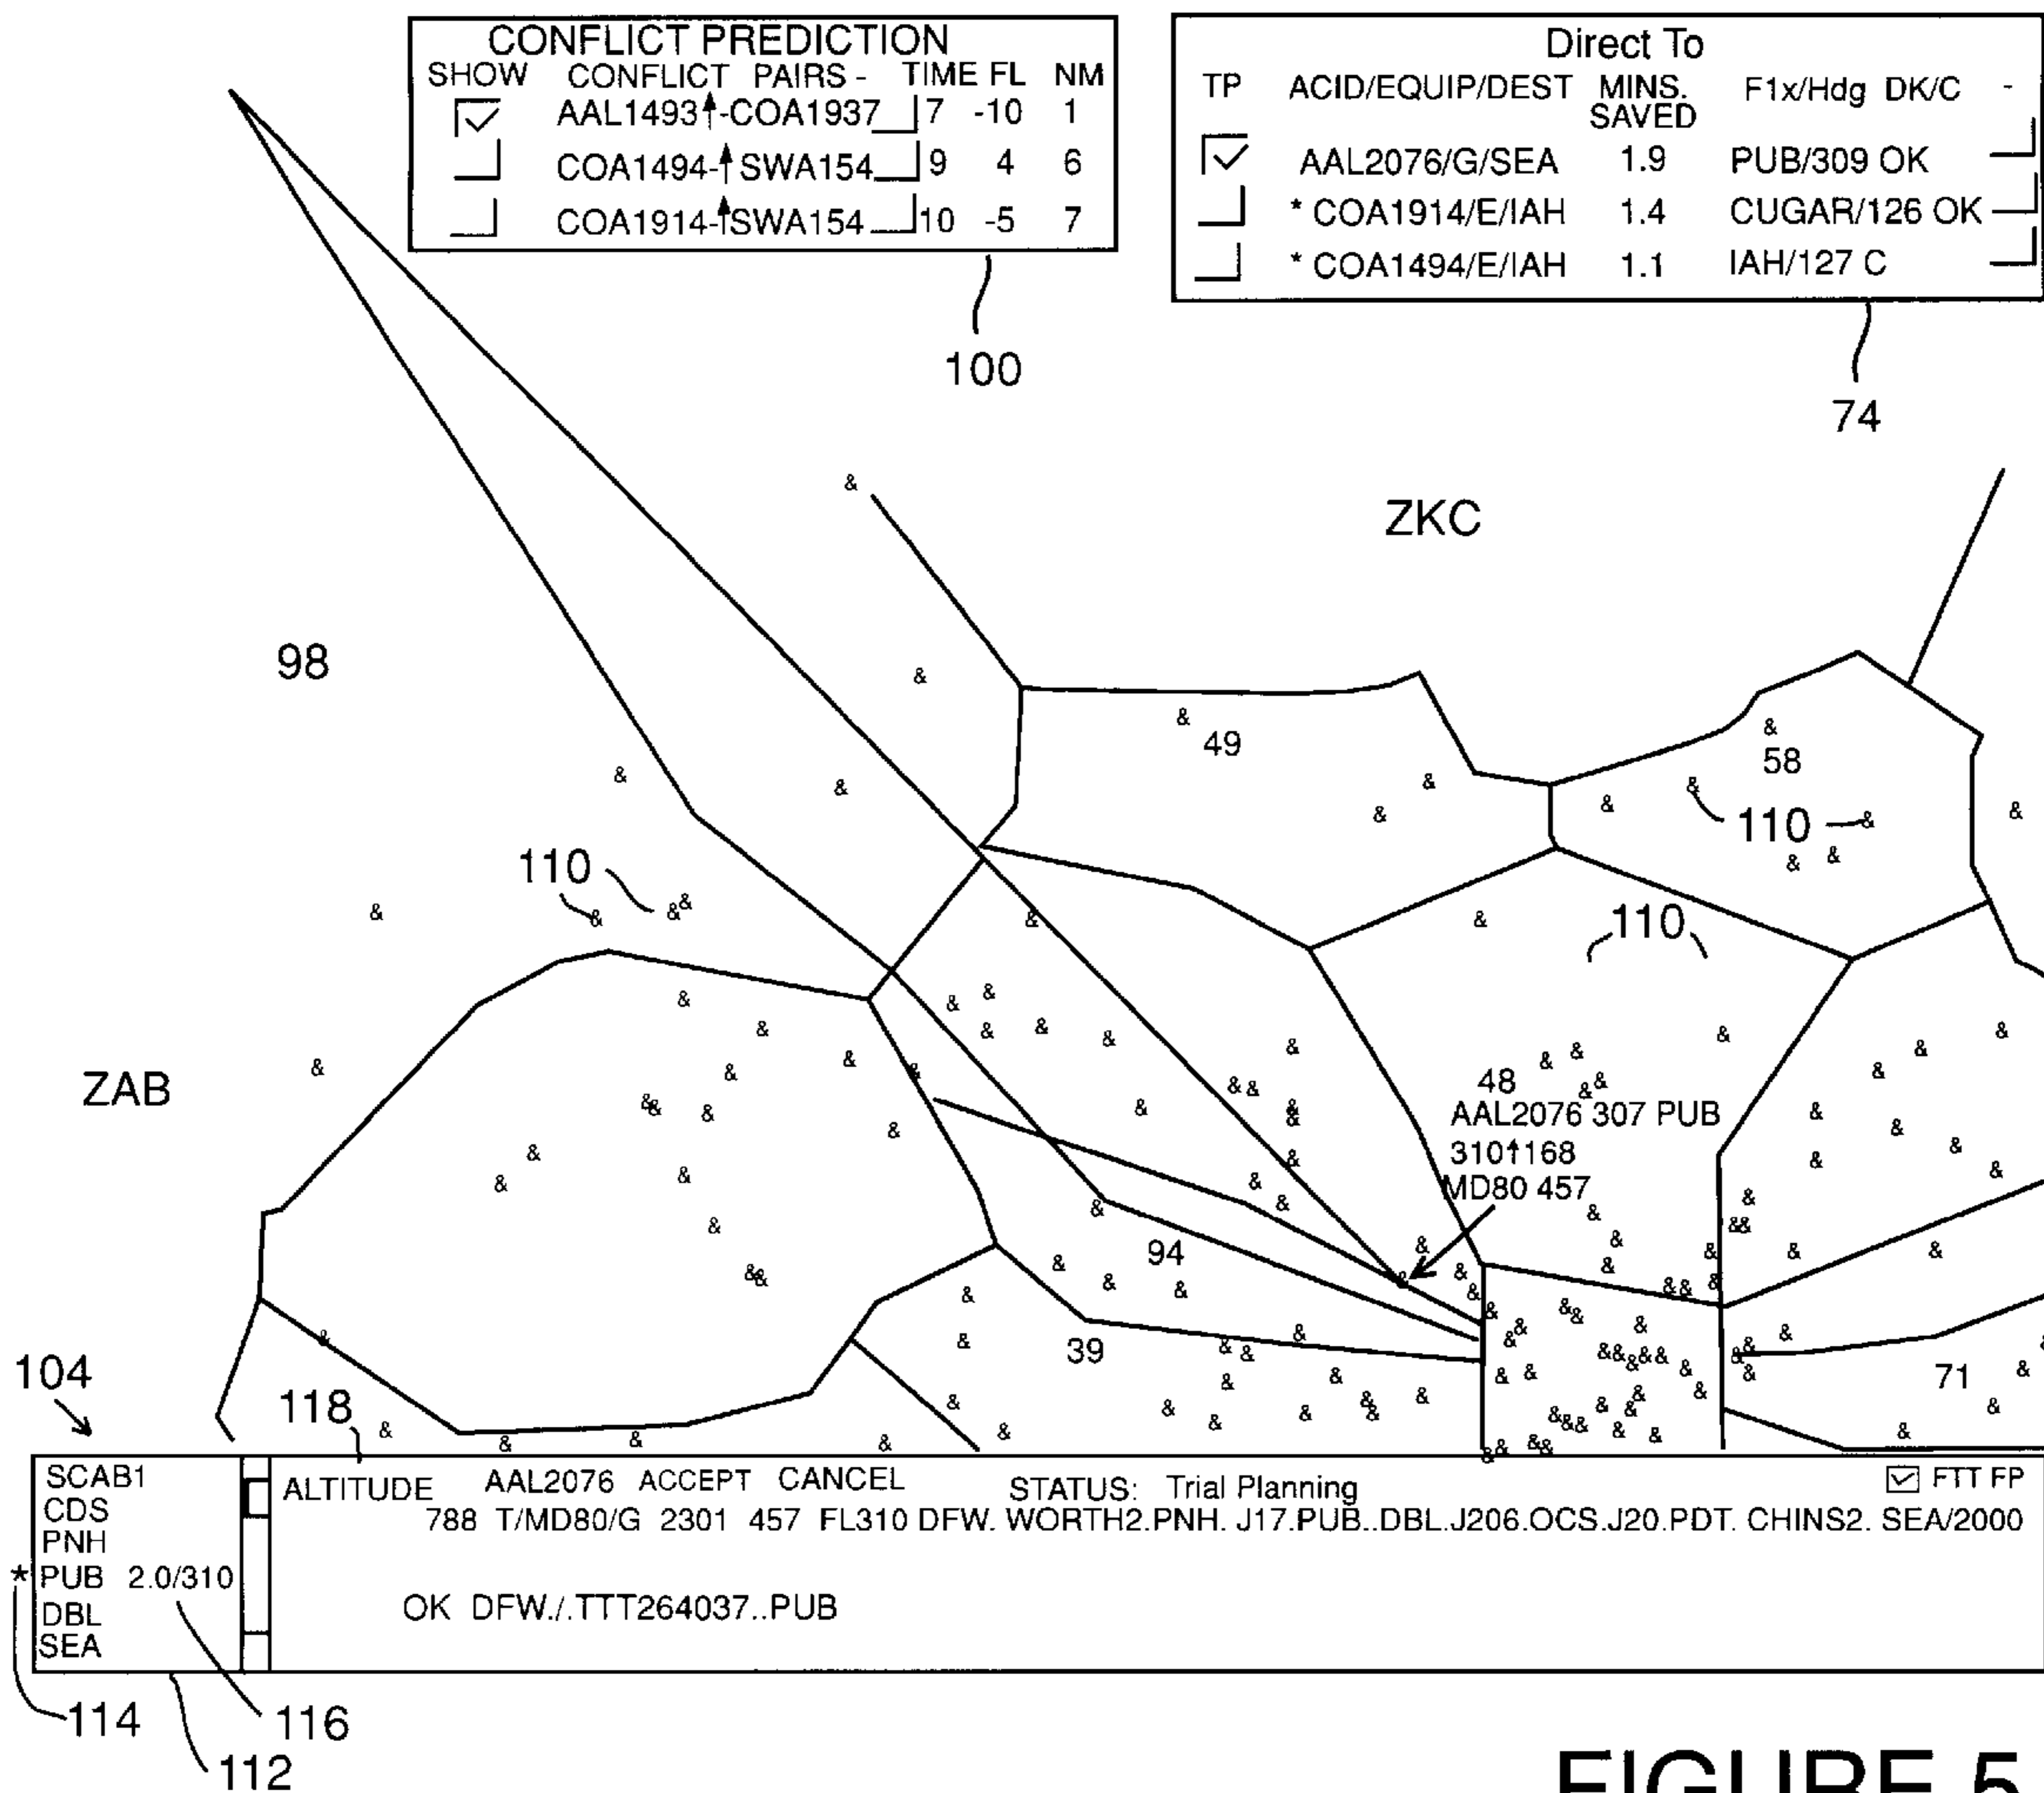 CONFLICT PREDICTION
SHOW CONFLICT PAIRS - TIME FL NM
AAL1493↑-COA1937 7 -10 1
COA1494-↑SWA154 9 4 6
COA1914-↑SWA154 10 -5 7
100
Direct To
TP ACID/EQUIP/DEST MINS. SAVED F1x/Hdg DK/C -
AAL2076/G/SEA 1.9 PUB/309 OK
* COA1914/E/IAH 1.4 CUGAR/126 OK
* COA1494/E/IAH 1.1 IAH/127 C
74
ZKC
98
49
58
110
110
110
ZAB
48
AAL2076 307 PUB
310↑168
MD80 457
94
39
71
104
118
SCAB1
CDS
PNH
* PUB 2.0/310
DBL
SEA
ALTITUDE AAL2076 ACCEPT CANCEL STATUS: Trial Planning FTT FP
788 T/MD80/G 2301 457 FL310 DFW. WORTH2.PNH. J17.PUB..DBL.J206.OCS.J20.PDT. CHINS2. SEA/2000
OK DFW./.TTT264037..PUB
114
116
112
FIGURE 5